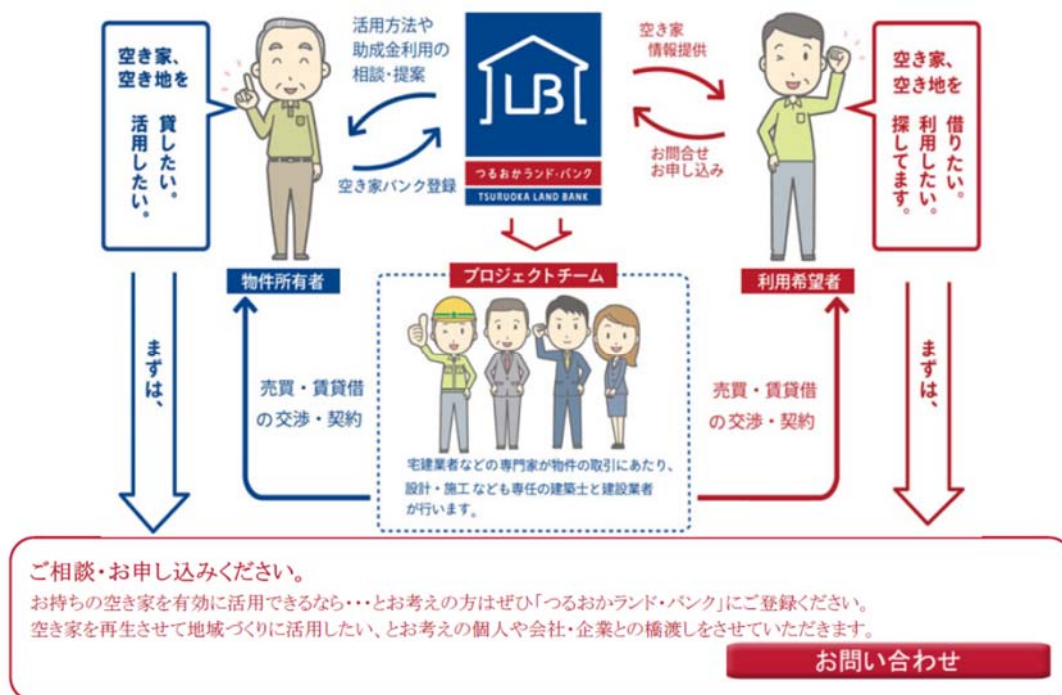 空き家、
空き地を
貸したい。
活用したい。
活用方法や
助成金利用の
相談・提案
空き家バンク登録
LB
つるおかランド・バンク
TSURUOKA LAND BANK
空き家
情報提供
お問合せ
お申し込み
空き家、
空き地を
借りたい。
利用したい。
探してます。
物件所有者
プロジェクトチーム
利用希望者
まずは、
売買・賃貸借
の交渉・契約
宅建業者などの専門家が物件の取引にあたり、
設計・施工なども専任の建築士と建設業者
が行います。
売買・賃貸借
の交渉・契約
まずは、
ご相談・お申し込みください。
お持ちの空き家を有効に活用できるなら・・・とお考えの方はぜひ「つるおかランド・バンク」にご登録ください。
空き家を再生させて地域づくりに活用したい、とお考えの個人や会社・企業との橋渡しをさせていただきます。
お問い合わせ